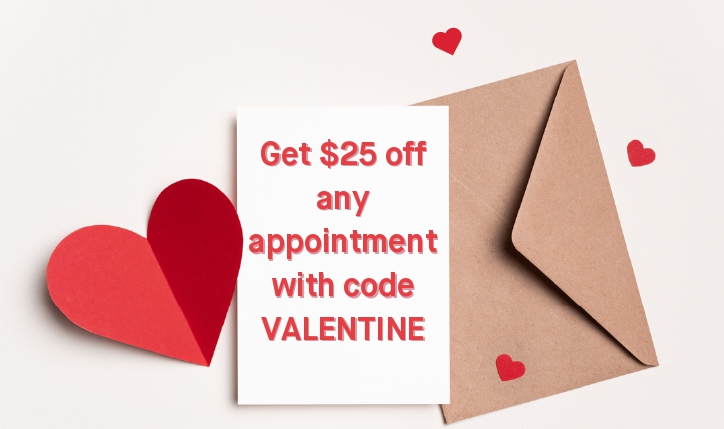 Get $25 off
any
appointment
with code
VALENTINE